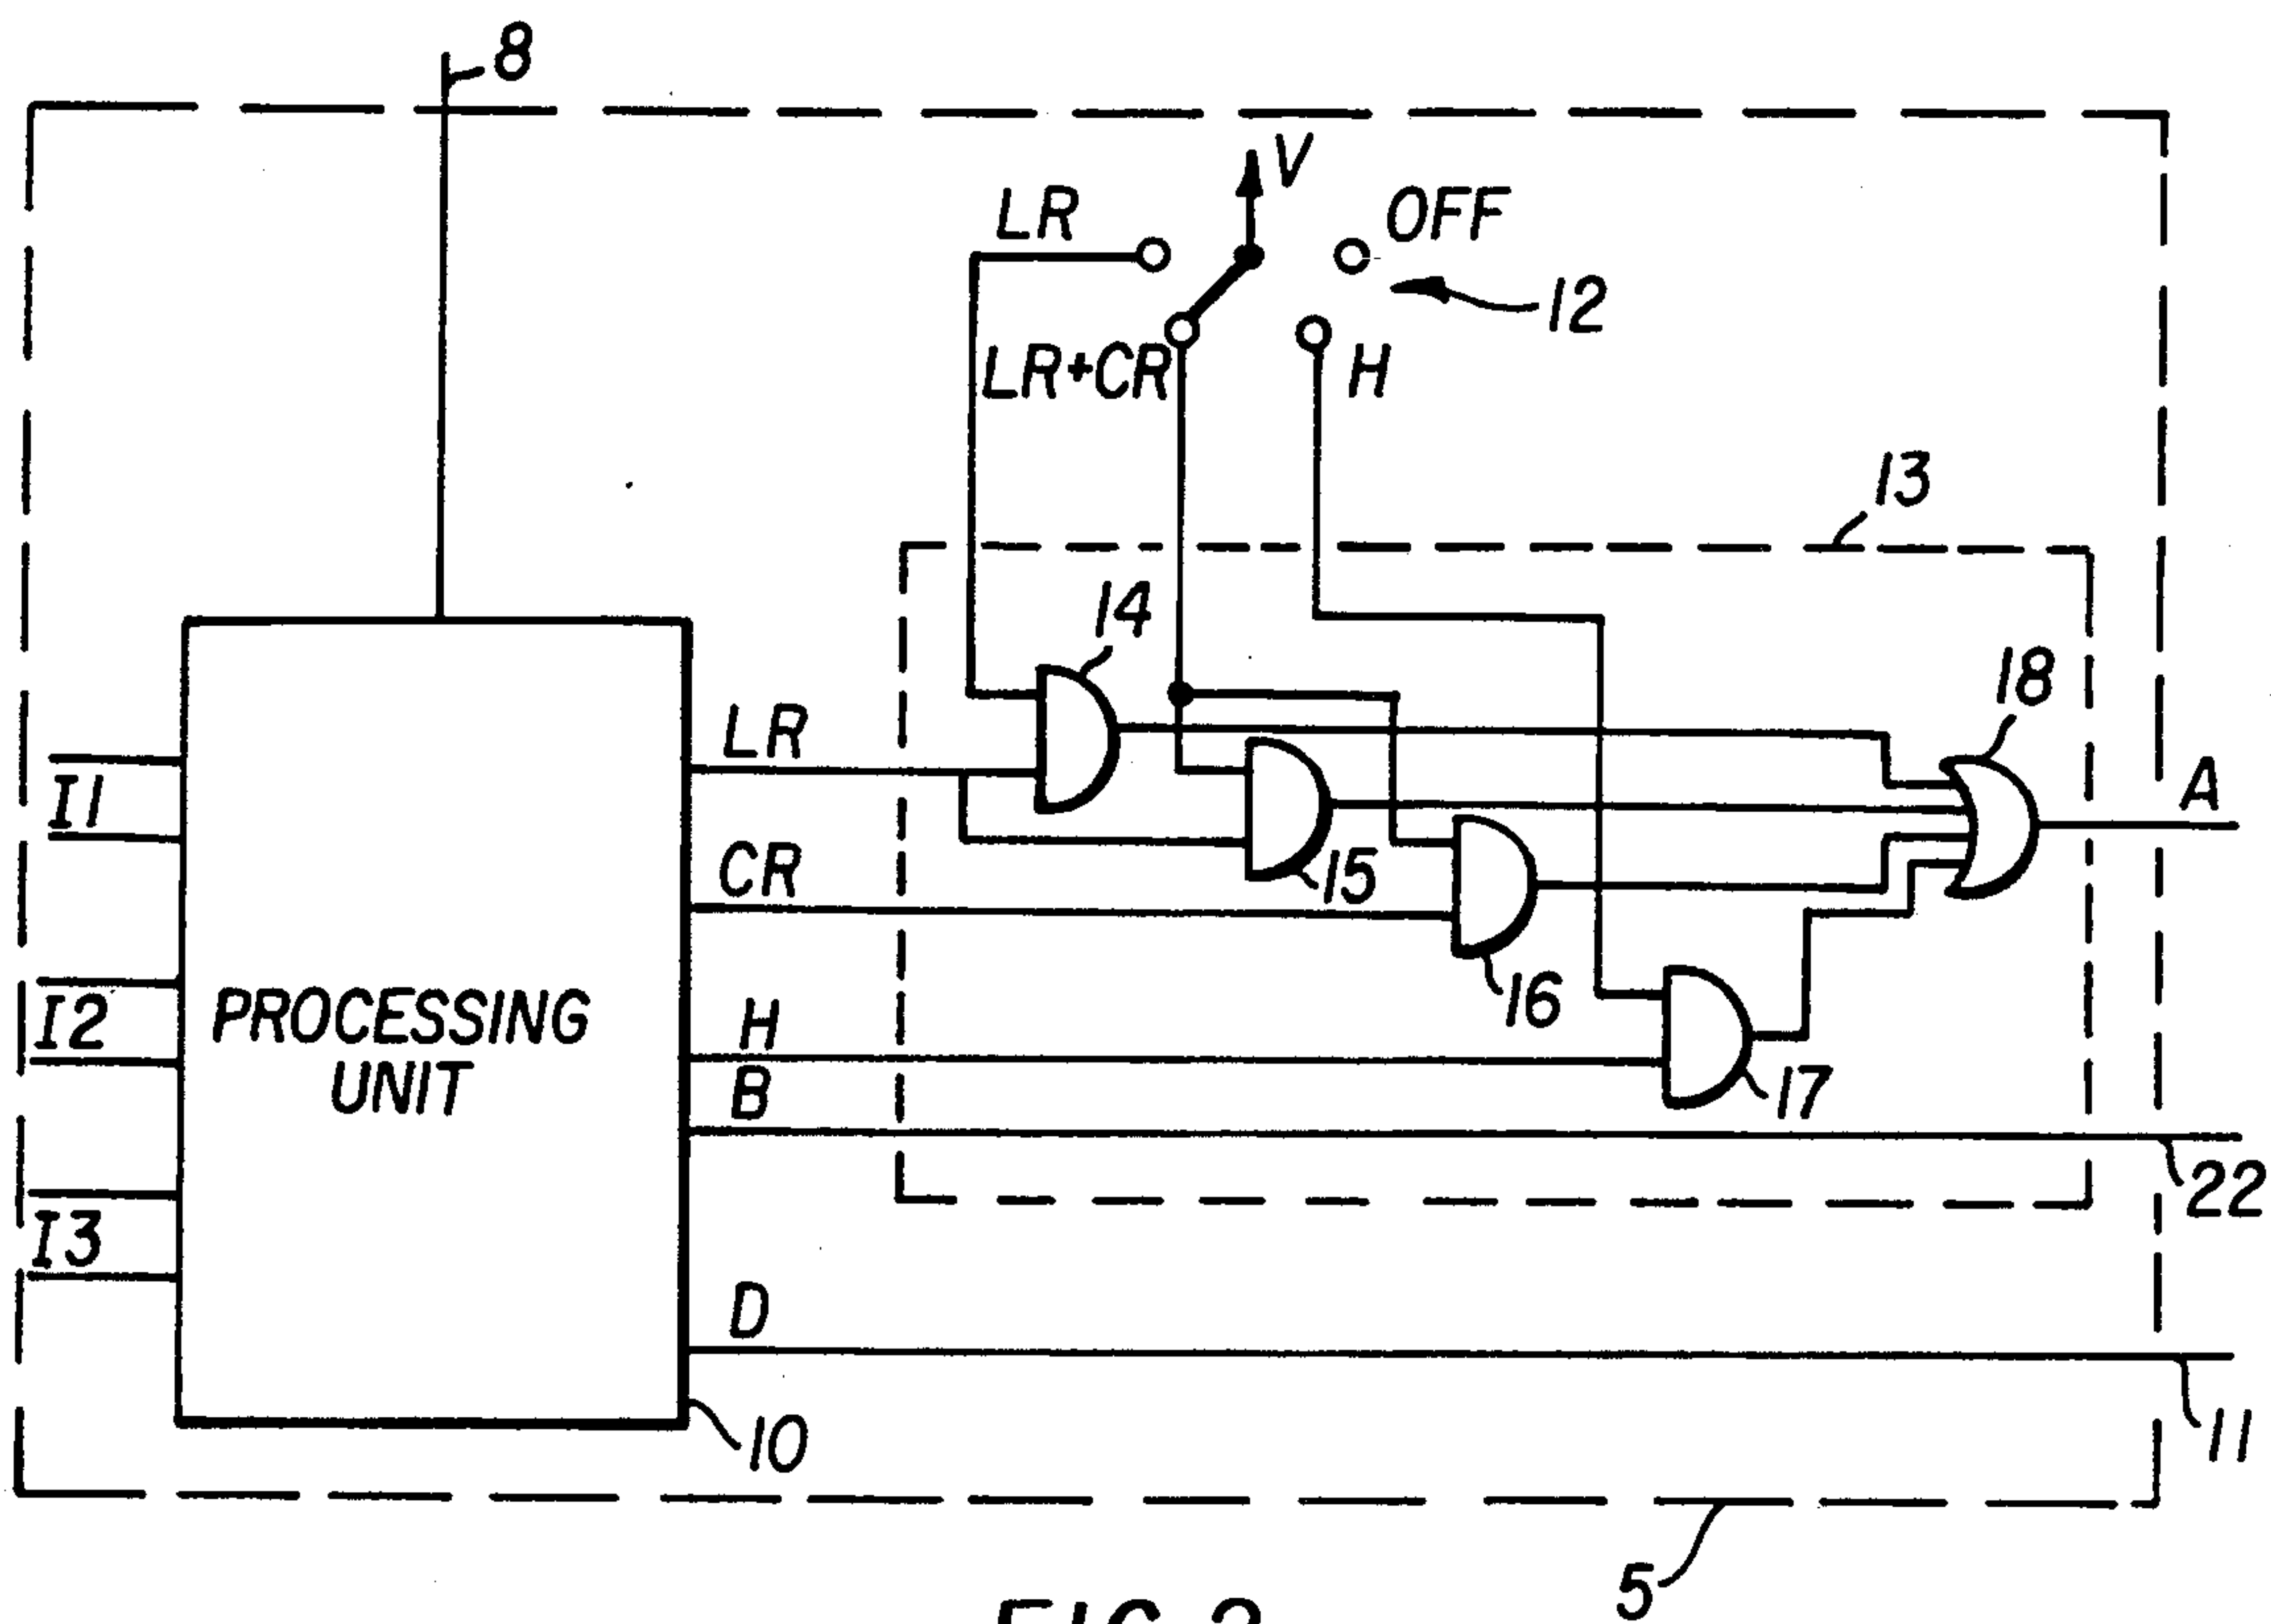 8
V
LR
OFF
12
LR+CR
H
13
14
18
LR
I1
A
CR
15
16
I2
PROCESSING
UNIT
H
B
17
22
I3
D
10
11
5